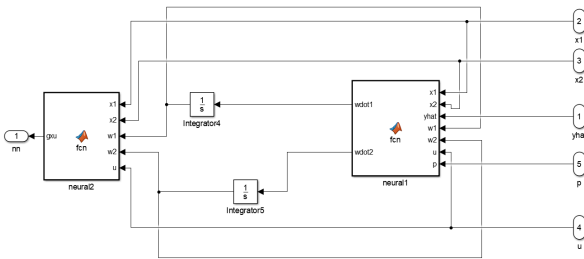 2
x1
3
x2
1
yha
5
p
4
u
x1
x2
yhat
w1
w2
u
p
wdot1
wdot2
fcn
neural1
1
s
Integrator4
1
s
Integrator5
x1
x2
w1
w2
u
gxu
fcn
neural2
1
nn